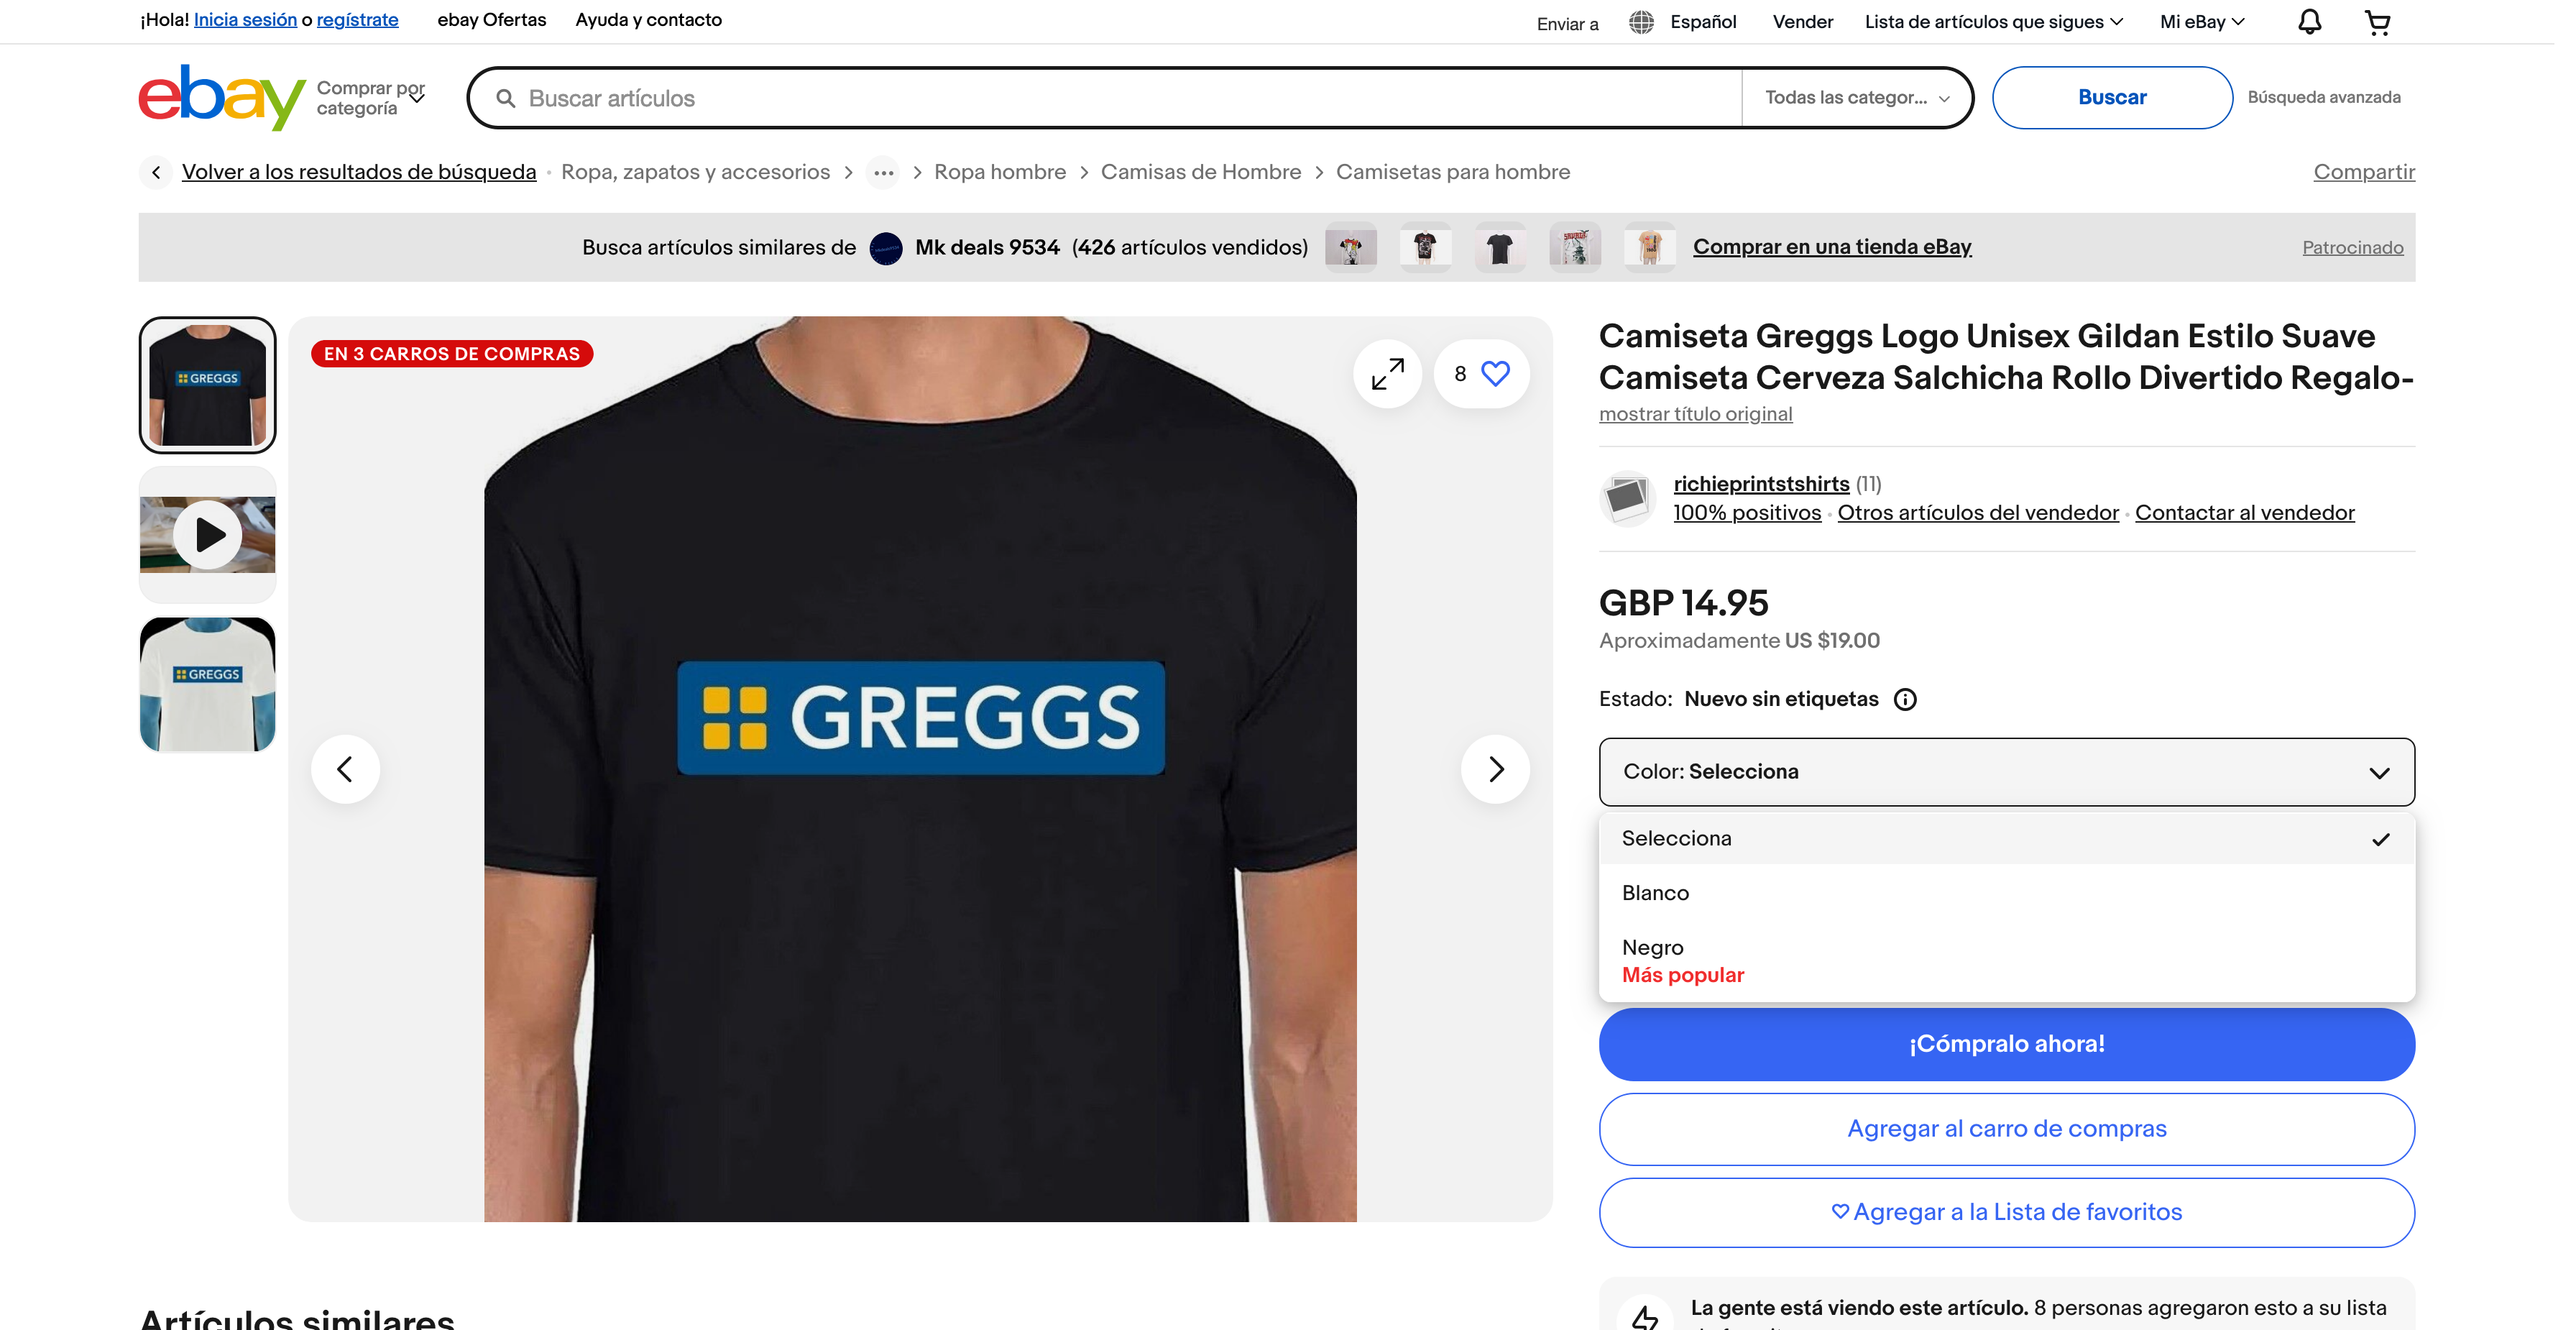 ¡Hola! Inicia sesión o regístrate
ebay Ofertas
Ayuda y contacto
Enviar a
Español
Vender
Lista de artículos que sigues
Mi eBay
ebay
Comprar por
categoría
Buscar artículos
Todas las categor...
Buscar
Búsqueda avanzada
Volver a los resultados de búsqueda
Ropa, zapatos y accesorios
...
Ropa hombre
Camisas de Hombre
Camisetas para hombre
Compartir
Busca artículos similares de Mk deals 9534 (426 artículos vendidos)
Comprar en una tienda eBay
Patrocinado
GREGGS
GREGGS
EN 3 CARROS DE COMPRAS
8
GREGGS
Camiseta Greggs Logo Unisex Gildan Estilo Suave
Camiseta Cerveza Salchicha Rollo Divertido Regalo-
mostrar título original
richieprintstshirts (11)
100% positivos · Otros artículos del vendedor · Contactar al vendedor
GBP 14.95
Aproximadamente US $19.00
Estado: Nuevo sin etiquetas
Color: Selecciona
Selecciona
Blanco
Negro
Más popular
¡Cómpralo ahora!
Agregar al carro de compras
Agregar a la Lista de favoritos
La gente está viendo este artículo. 8 personas agregaron esto a su lista
Artículos similares